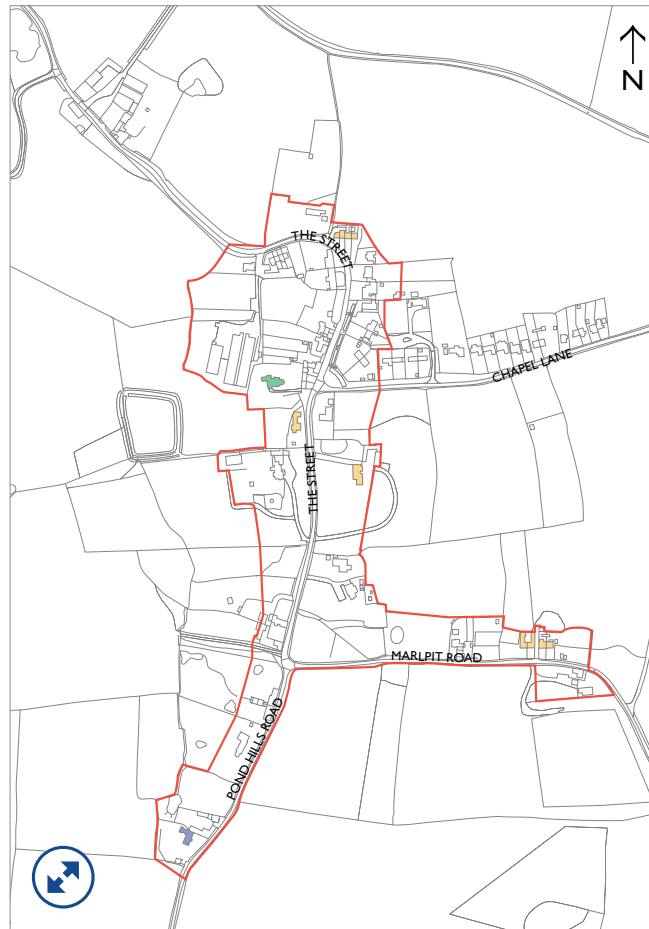 N
THE STREET
CHAPEL LANE
THE STREET
MARLPIT ROAD
POND HILLS ROAD